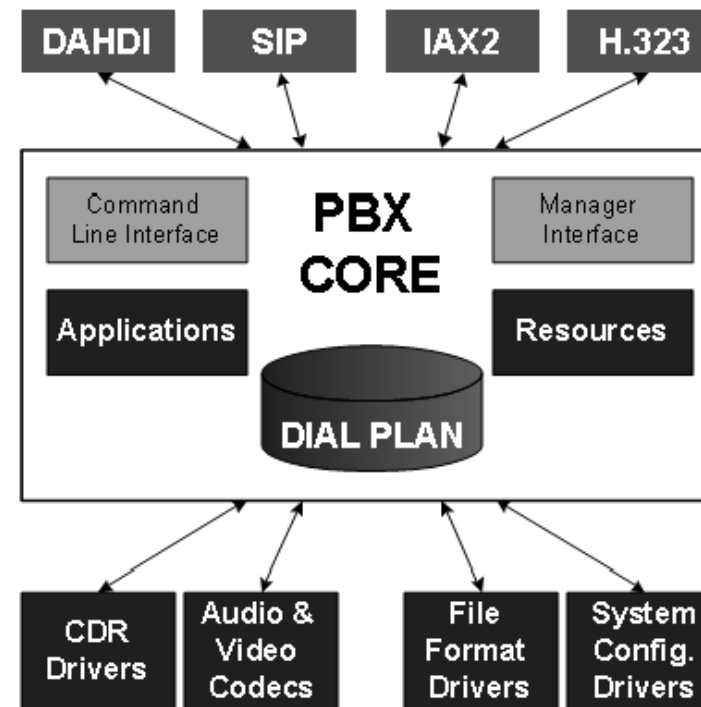 DAHDI
SIP
IAX2
H.323
Command
Line Interface
PBX
CORE
Manager
Interface
Applications
Resources
DIAL PLAN
CDR
Drivers
Audio &
Video
Codecs
File
Format
Drivers
System
Config.
Drivers